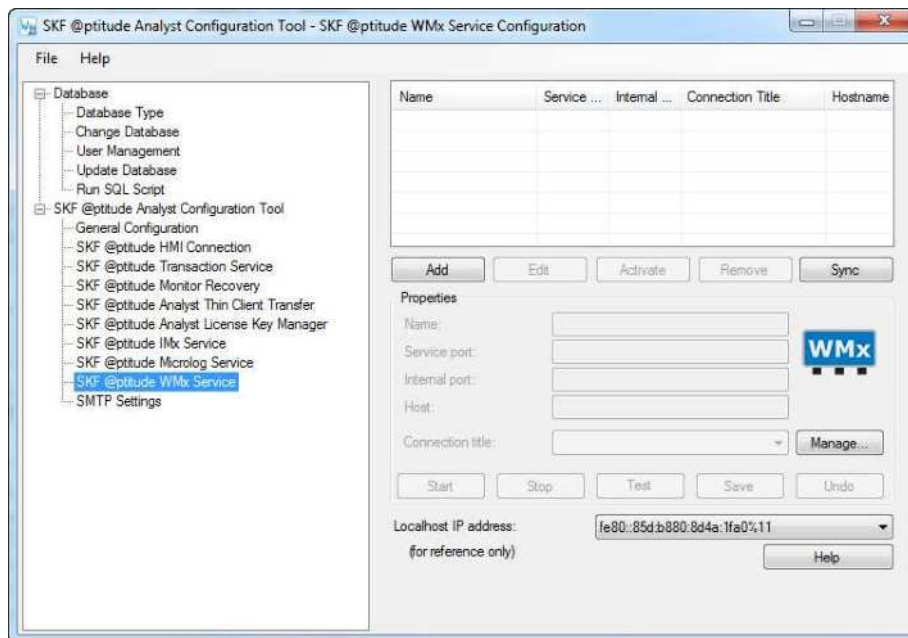 SKF @ptitude Analyst Configuration Tool - SKF @ptitude WMx Service Configuration
File Help
Database
Database Type
Change Database
User Management
Update Database
Run SQL Script
SKF @ptitude Analyst Configuration Tool
General Configuration
SKF @ptitude HMI Connection
SKF @ptitude Transaction Service
SKF @ptitude Monitor Recovery
SKF @ptitude Analyst Thin Client Transfer
SKF @ptitude Analyst License Key Manager
SKF @ptitude IMx Service
SKF @ptitude Microlog Service
SKF @ptitude WMx Service
SMTP Settings
Name Service ... Internal ... Connection Title Hostname
Add Edit Activate Remove Sync
Properties
Name:
Service port:
Internal port:
Host:
Connection title: Manage...
WMx
Start Stop Test Save Undo
Localhost IP address: fe80::85d:b880:8d4a:1fa0%11
(for reference only)
Help